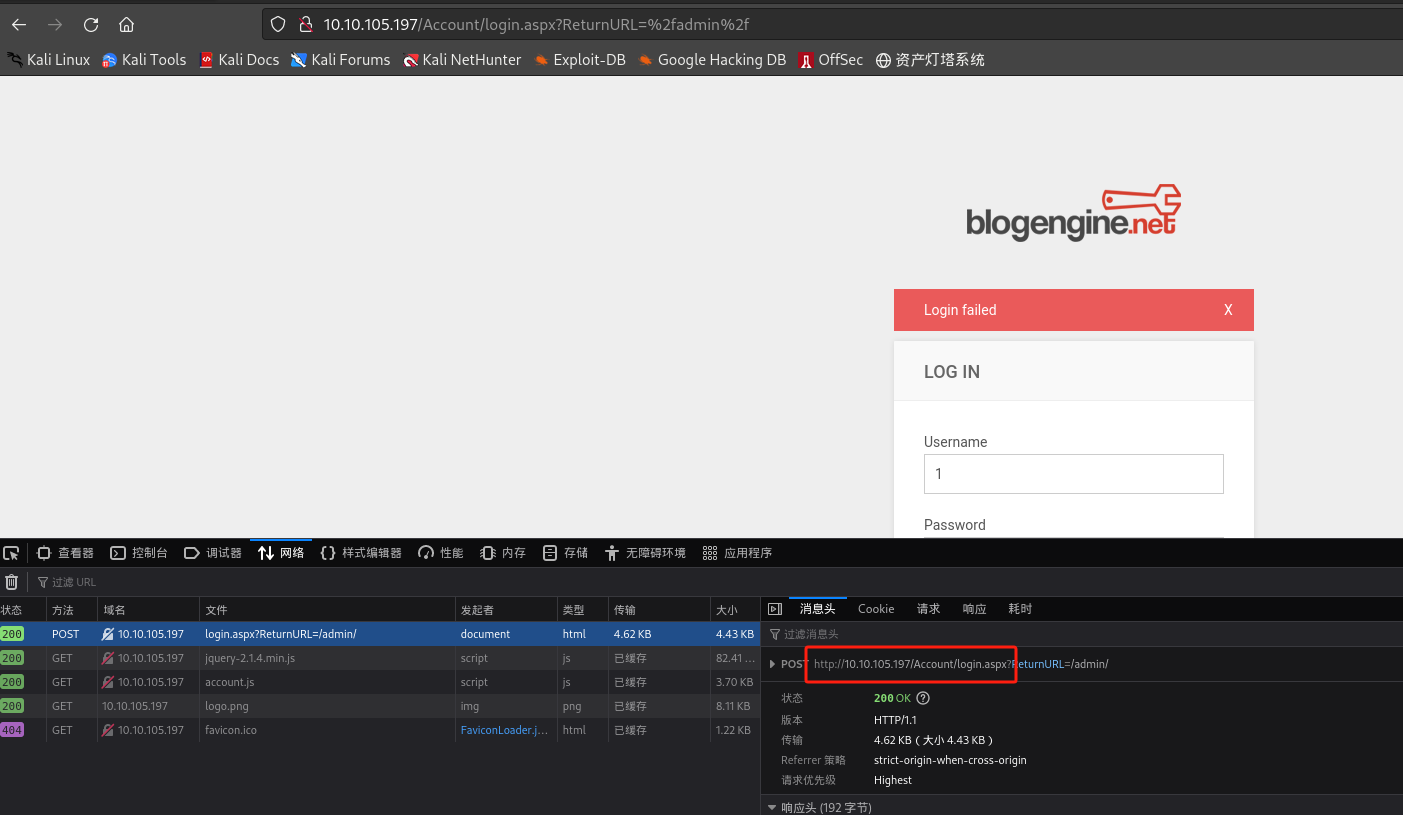 10.10.105.197/Account/login.aspx?ReturnURL=%2fadmin%2f
Kali Linux Kali Tools Kali Docs Kali Forums Kali NetHunter Exploit-DB Google Hacking DB OffSec 资产灯塔系统
blogengine.net
Login failed X
LOG IN
Username
1
Password
查看器 控制台 调试器 网络 样式编辑器 性能 内存 存储 无障碍环境 应用程序
过滤 URL
状态 方法 域名 文件 发起者 类型 传输 大小
200 POST 10.10.105.197 login.aspx?ReturnURL=/admin/ document html 4.62 KB 4.43 KB
200 GET 10.10.105.197 jquery-2.1.4.min.js script js 已缓存 82.41 …
200 GET 10.10.105.197 account.js script js 已缓存 3.70 KB
200 GET 10.10.105.197 logo.png img png 已缓存 8.11 KB
404 GET 10.10.105.197 favicon.ico FaviconLoader.j… html 已缓存 1.22 KB
消息头 Cookie 请求 响应 耗时
过滤消息头
POST http://10.10.105.197/Account/login.aspx?ReturnURL=/admin/
状态 200 OK ?
版本 HTTP/1.1
传输 4.62 KB（大小 4.43 KB）
Referrer 策略 strict-origin-when-cross-origin
请求优先级 Highest
响应头 (192 字节)